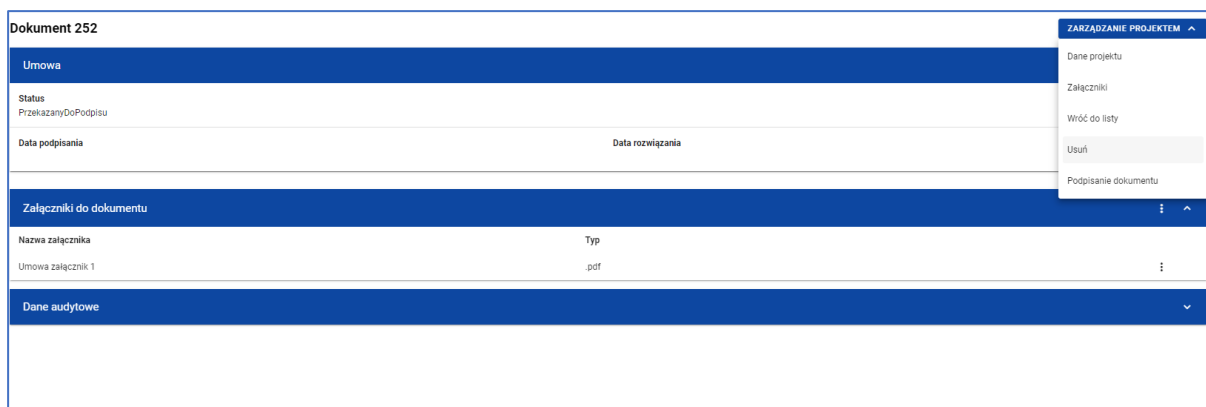 Dokument 252
ZARZĄDZANIE PROJEKTEM
Dane projektu
Załączniki
Wróć do listy
Usuń
Podpisanie dokumentu
Umowa
Status
PrzekazanyDoPodpisu
Data podpisania Data rozwiązania
Załączniki do dokumentu
Nazwa załącznika Typ
Umowa załącznik 1 .pdf
Dane audytowe